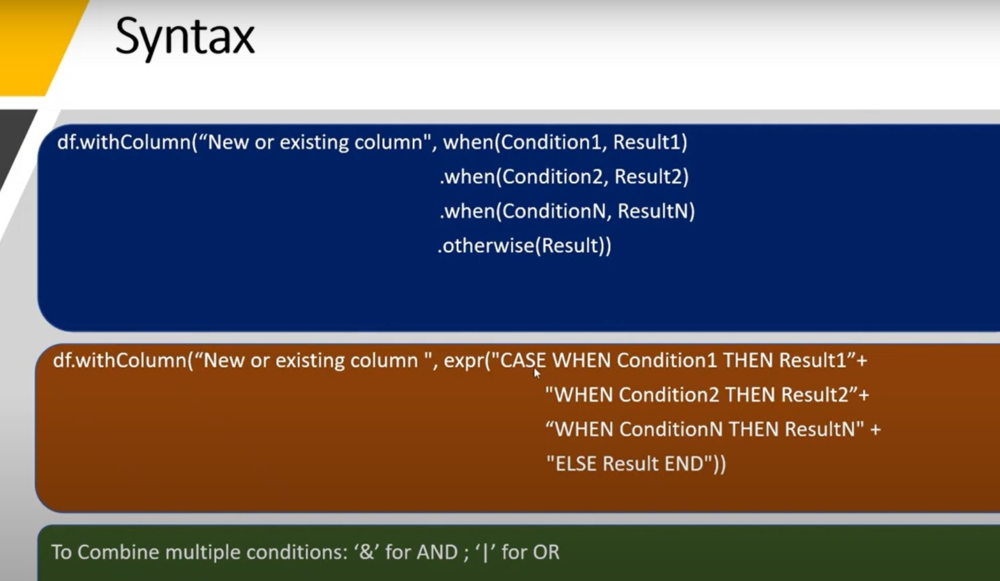 Syntax
df.withColumn(“New or existing column", when(Condition1, Result1)
.when(Condition2, Result2)
.when(ConditionN, ResultN)
.otherwise(Result))
df.withColumn(“New or existing column ", expr("CASE WHEN Condition1 THEN Result1”+
"WHEN Condition2 THEN Result2”+
“WHEN ConditionN THEN ResultN" +
"ELSE Result END"))
To Combine multiple conditions: ‘&’ for AND ; ‘|’ for OR